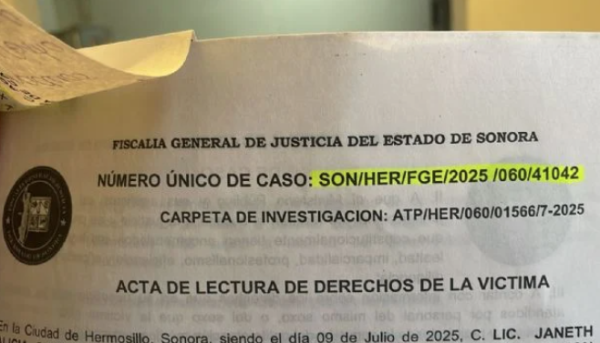 FISCALIA GENERAL DE JUSTICIA DEL ESTADO DE SONORA
NÚMERO ÚNICO DE CASO: SON/HER/FGE/2025 /060/41042
CARPETA DE INVESTIGACION: ATP/HER/060/01566/7-2025
ACTA DE LECTURA DE DERECHOS DE LA VICTIMA
En la Ciudad de Hermosillo, Sonora, siendo el día 09 de Julio de 2025, C. LIC. JANETH